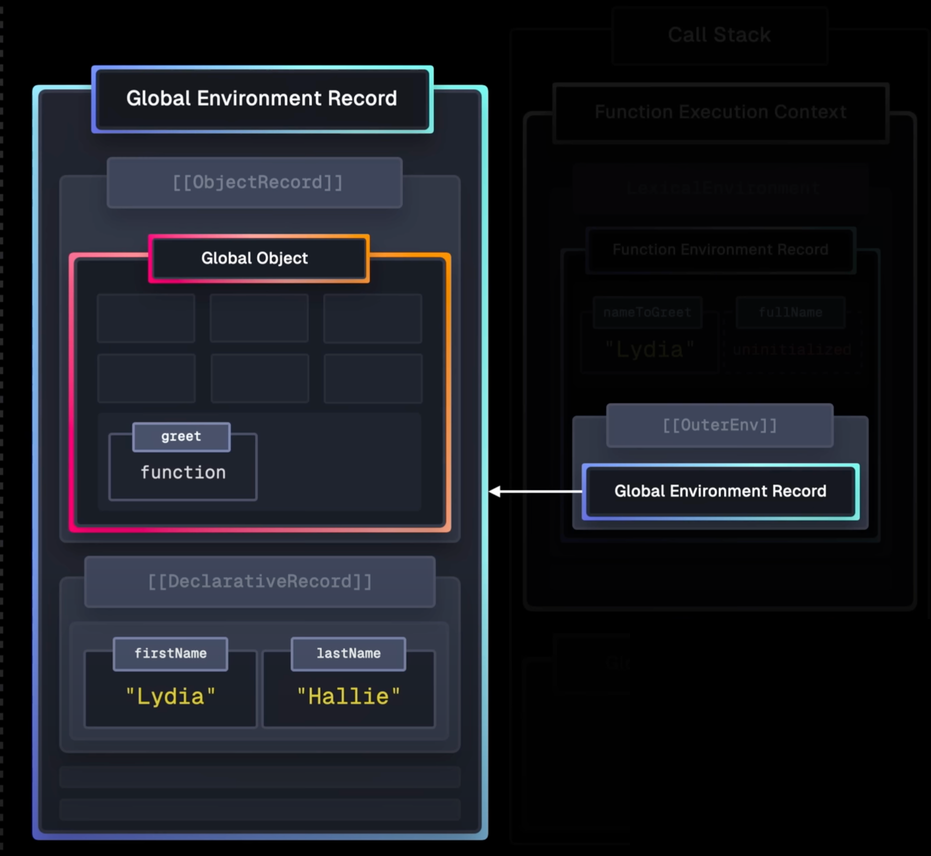 Global Environment Record
[[ObjectRecord]]
Global Object
greet
function
[[DeclarativeRecord]]
firstName
lastName
"Lydia"
"Hallie"
Call Stack
Function Execution Context
LexicalEnvironment
Function Environment Record
nameToGreet
fullName
"Lydia"
uninitialized
[[OuterEnv]]
Global Environment Record